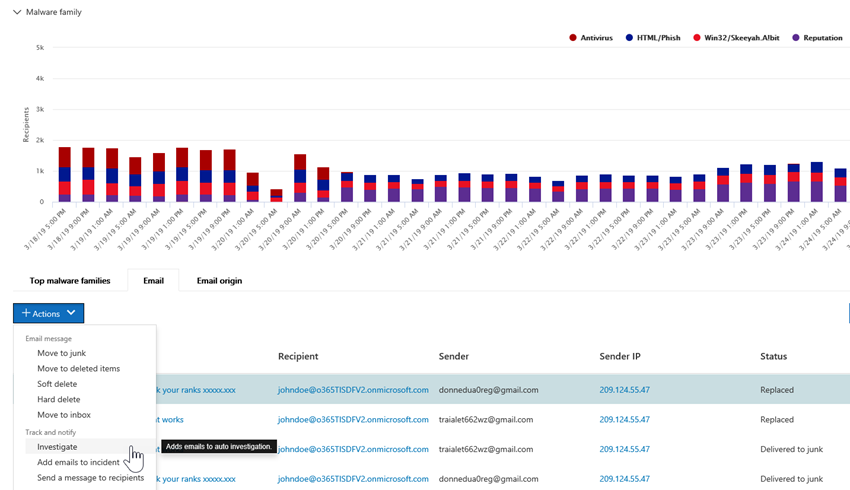 Malware family
Antivirus HTML/Phish Win32/Skeeyah.A!bit Reputation
5k
4k
3k
2k
1k
0
Recipients
3/18/19 5:00 PM
3/18/19 9:00 PM
3/19/19 1:00 AM
3/19/19 5:00 AM
3/19/19 9:00 AM
3/19/19 1:00 PM
3/19/19 5:00 PM
3/19/19 9:00 PM
3/20/19 1:00 AM
3/20/19 5:00 AM
3/20/19 9:00 AM
3/20/19 1:00 PM
3/20/19 5:00 PM
3/20/19 9:00 PM
3/21/19 1:00 AM
3/21/19 5:00 AM
3/21/19 9:00 AM
3/21/19 1:00 PM
3/21/19 5:00 PM
3/21/19 9:00 PM
3/22/19 1:00 AM
3/22/19 5:00 AM
3/22/19 9:00 AM
3/22/19 1:00 PM
3/22/19 5:00 PM
3/22/19 9:00 PM
3/23/19 1:00 AM
3/23/19 5:00 AM
3/23/19 9:00 AM
3/23/19 1:00 PM
3/23/19 5:00 PM
3/23/19 9:00 PM
3/24/19 1:00 AM
3/24/19 5:00 AM
3/24/19 9:0
Top malware families Email Email origin
+ Actions
Email message
Move to junk
Move to deleted items
Soft delete
Hard delete
Move to inbox
Track and notify
Investigate
Add emails to incident
Send a message to recipients
Adds emails to auto investigation.
Recipient Sender Sender IP Status
k your ranks xxxxx.xxx johndoe@o365TISDFV2.onmicrosoft.com donnedua0reg@gmail.com 209.124.55.47 Replaced
t works johndoe@o365TISDFV2.onmicrosoft.com traialet662wz@gmail.com 209.124.55.47 Replaced
johndoe@o365TISDFV2.onmicrosoft.com traialet662wz@gmail.com 209.124.55.47 Delivered to junk
k your ranks xxxxx.xxx johndoe@o365TISDFV2.onmicrosoft.com donnedua0reg@gmail.com 209.124.55.47 Delivered to junk